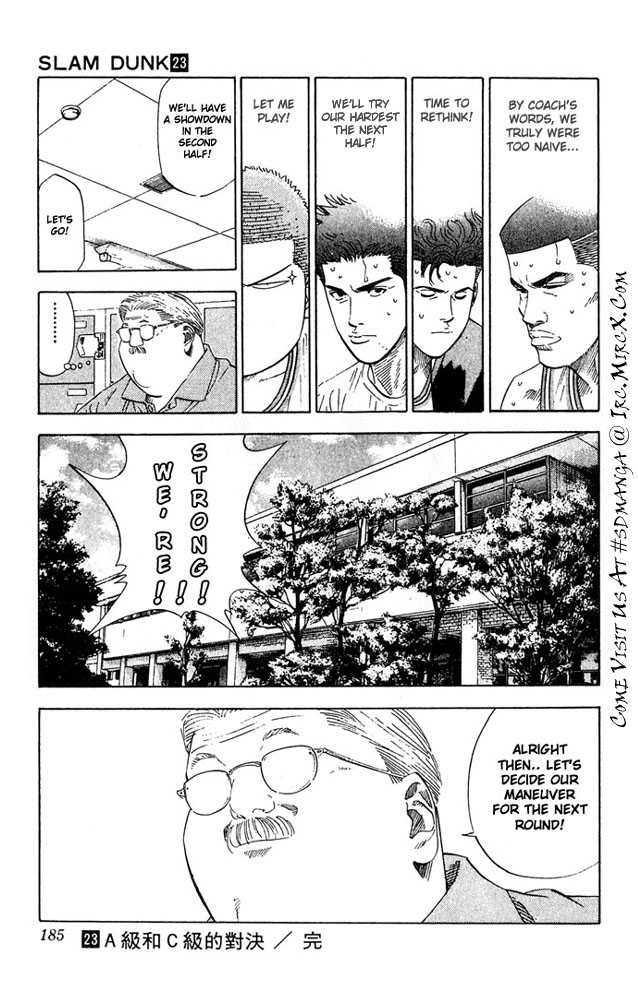 SLAM DUNK 23
BY COACH'S
WORDS, WE
TRULY WERE
TOO NAIVE...
TIME TO
RETHINK!
WE'LL TRY
OUR HARDEST
THE NEXT
HALF!
LET ME
PLAY!
WE'LL HAVE
A SHOWDOWN
IN THE
SECOND
HALF!
LET'S
GO!
........
WE'RE!
STRONG!!
ALRIGHT
THEN.. LET'S
DECIDE OUR
MANEUVER
FOR THE NEXT
ROUND!
COME VISIT US AT #SDMANGA @ IRC.MIRCX.COM
185
23 A級和C級的對決 ／ 完